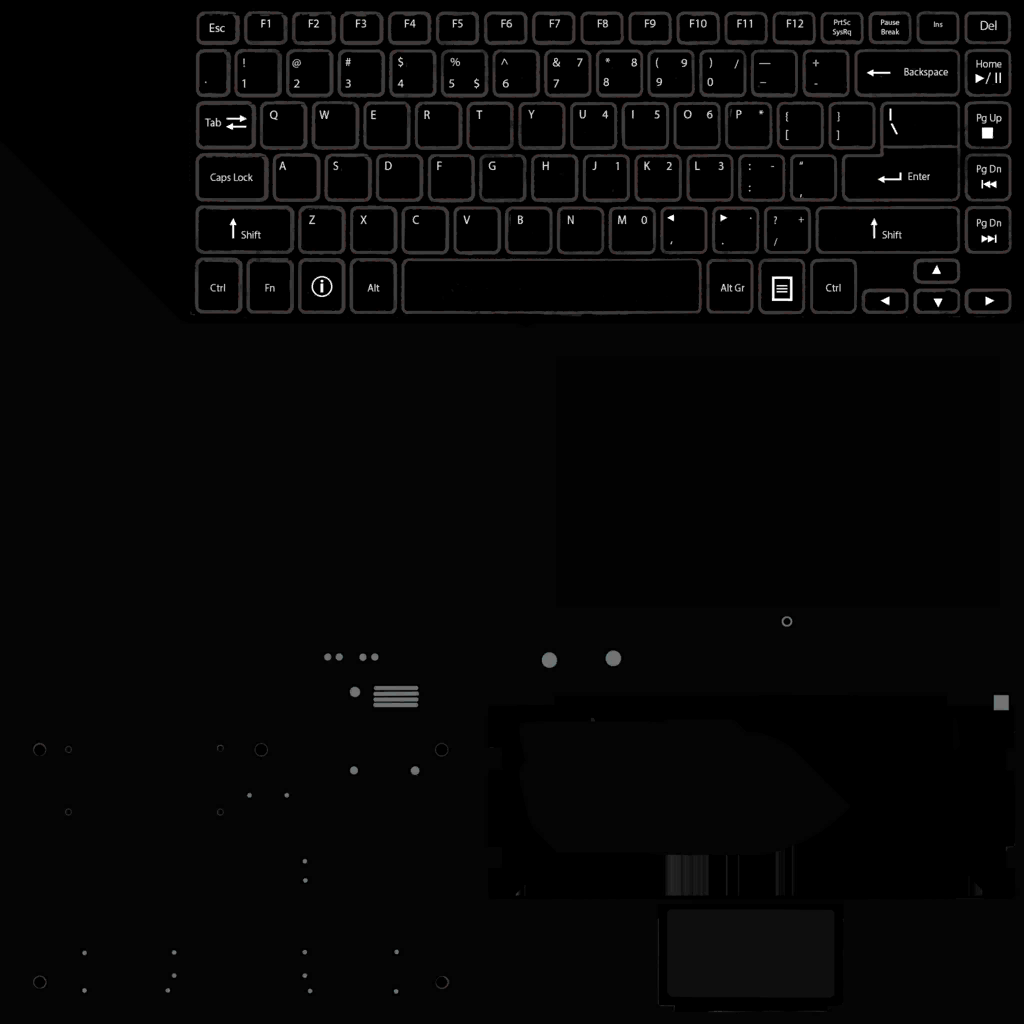 Esc F1 F2 F3 F4 F5 F6 F7 F8 F9 F10 F11 F12 PrtSc Pause Ins Del
SysRq Break
! @ # $ % ^ & 7 * 8 ( 9 ) / — + Home
. 1 2 3 4 5 $ 6 7 8 9 0 – - ← Backspace ▶/II
Tab Q W E R T Y U 4 I 5 O 6 P * { } | Pg Up
[ ] \ ■
Caps Lock A S D F G H J 1 K 2 L 3 : - " ↵ Enter Pg Dn
: , |◀◀
↑ Shift Z X C V B N M 0 ◀ ▶ . ? + ↑ Shift Pg Dn
, . / ▶▶|
Ctrl Fn i Alt Alt Gr Ctrl ▲
◀ ▼ ▶